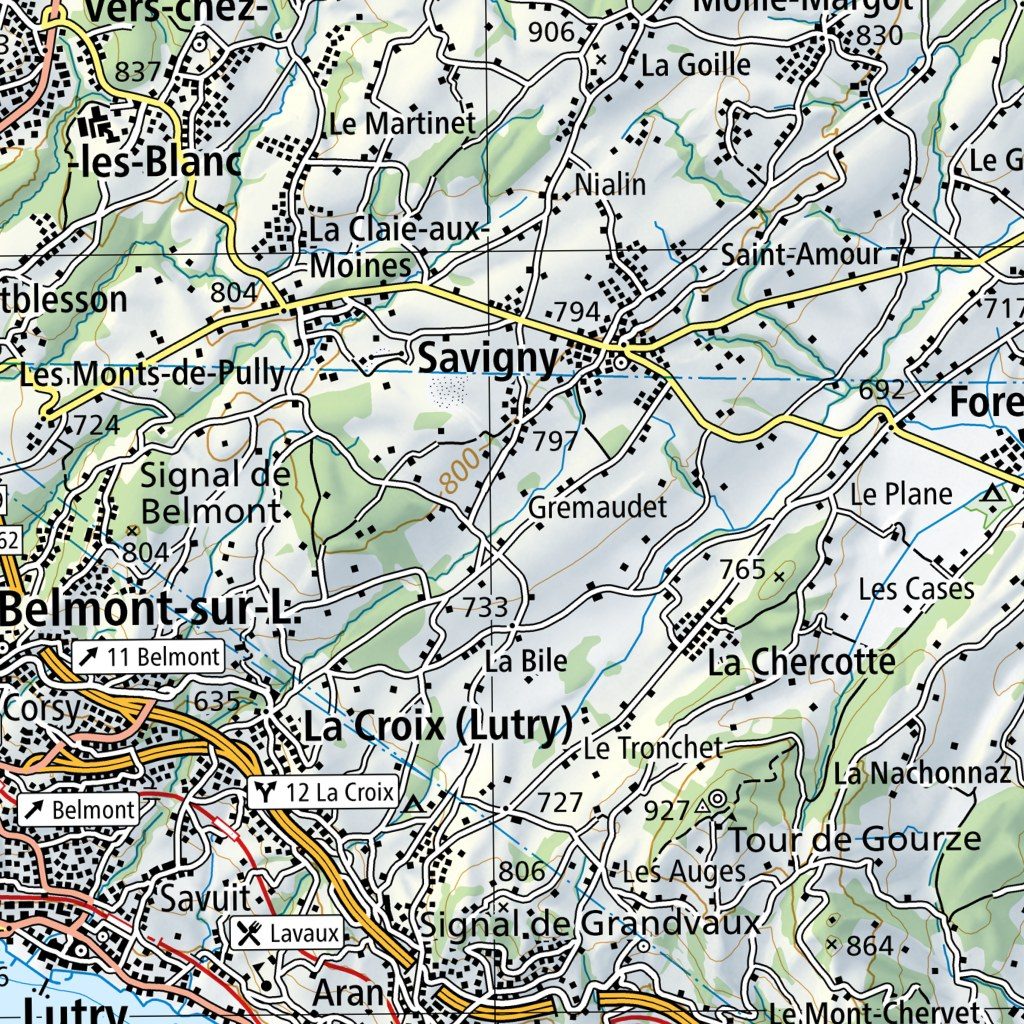 Vers-chez-
-les-Blanc
837
906
Moille-Margot
830
La Goille
Le Martinet
Nialin
Le G
La Claie-aux-
Moines
Saint-Amour
804
tblesson
794
717
Savigny
Les Monts-de-Pully
692
Fore
724
797
800
Signal de
Belmont
804
Gremaudet
Le Plane
62
765
Les Cases
733
Belmont-sur-L.
11 Belmont
La Bile
La Chercotte
635
Corsy
La Croix (Lutry)
Le Tronchet
La Nachonnaz
12 La Croix
Belmont
727
927
Tour de Gourze
806
Les Auges
Savuit
Signal de Grandvaux
Lavaux
864
6
Aran
Lutry
Le Mont-Chervet